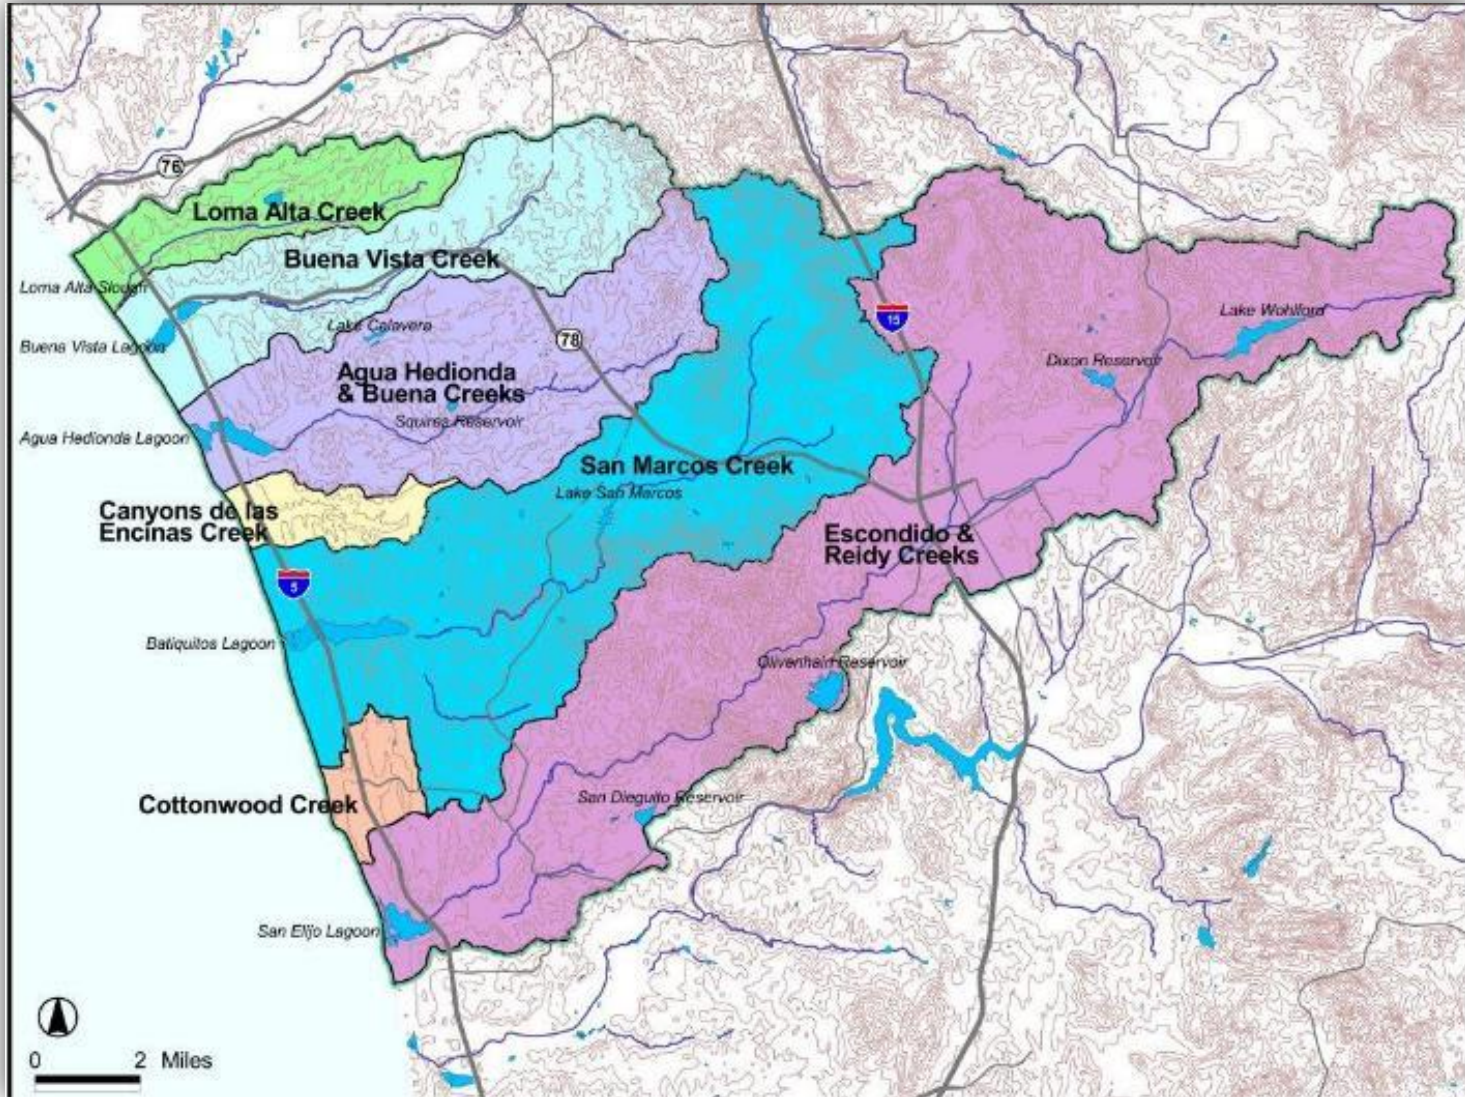 76
Loma Alta Creek
Buena Vista Creek
Loma Alta Slough
15
Lake Wohlford
Lake Calavera
78
Buena Vista Lagoon
Dixon Reservoir
Agua Hedionda
& Buena Creeks
Squires Reservoir
Agua Hedionda Lagoon
San Marcos Creek
Lake San Marcos
Canyons de las
Encinas Creek
Escondido &
Reidy Creeks
5
Batiquitos Lagoon
Olivenhain Reservoir
San Dieguito Reservoir
Cottonwood Creek
San Elijo Lagoon
0 2 Miles